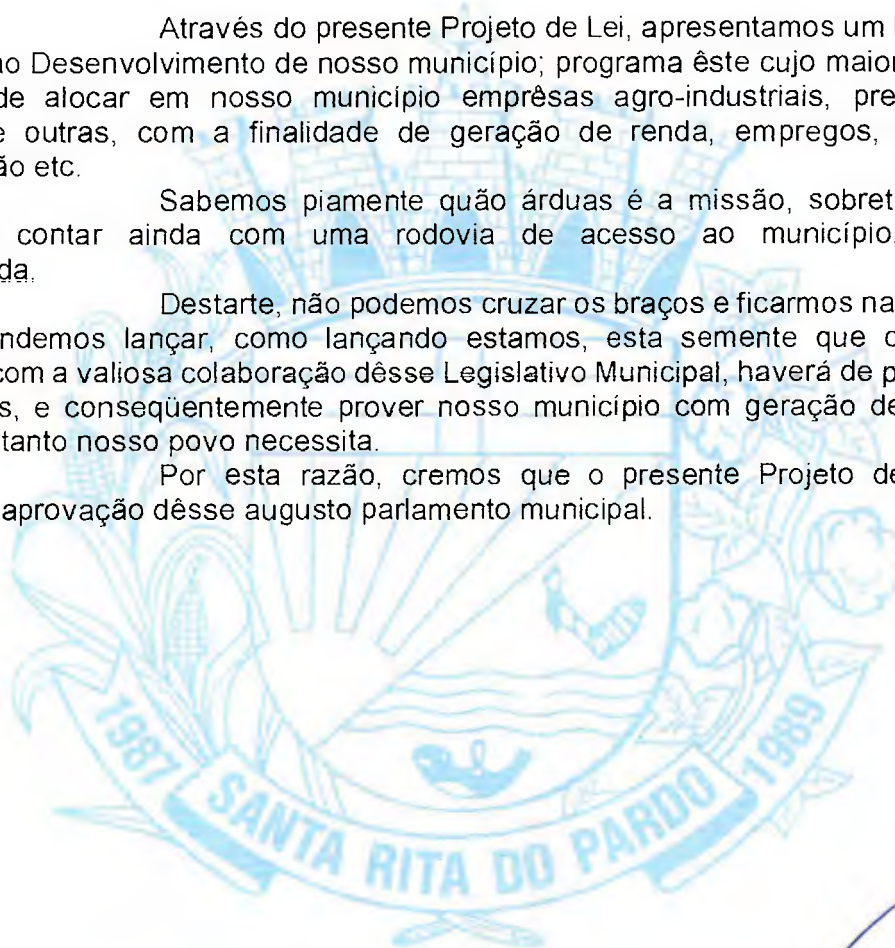 Através do presente Projeto de Lei, apresentamos um
ao Desenvolvimento de nosso município; programa êste cujo maior
de alocar em nosso município emprêsas agro-industriais,
e outras, com a finalidade de geração de renda, empregos,
etc.
Sabemos piamente quão árduas é a missão,
contar ainda com uma rodovia de acesso ao município,
Destarte, não podemos cruzar os braços e ficarmos na
lançar, como lançando estamos, esta semente que
com a valiosa colaboração dêsse Legislativo Municipal, haverá de
e conseqüentemente prover nosso município com geração de
tanto nosso povo necessita.
Por esta razão, cremos que o presente Projeto de
aprovação dêsse augusto parlamento municipal.
1987 SANTA RITA DO PARDO 1989